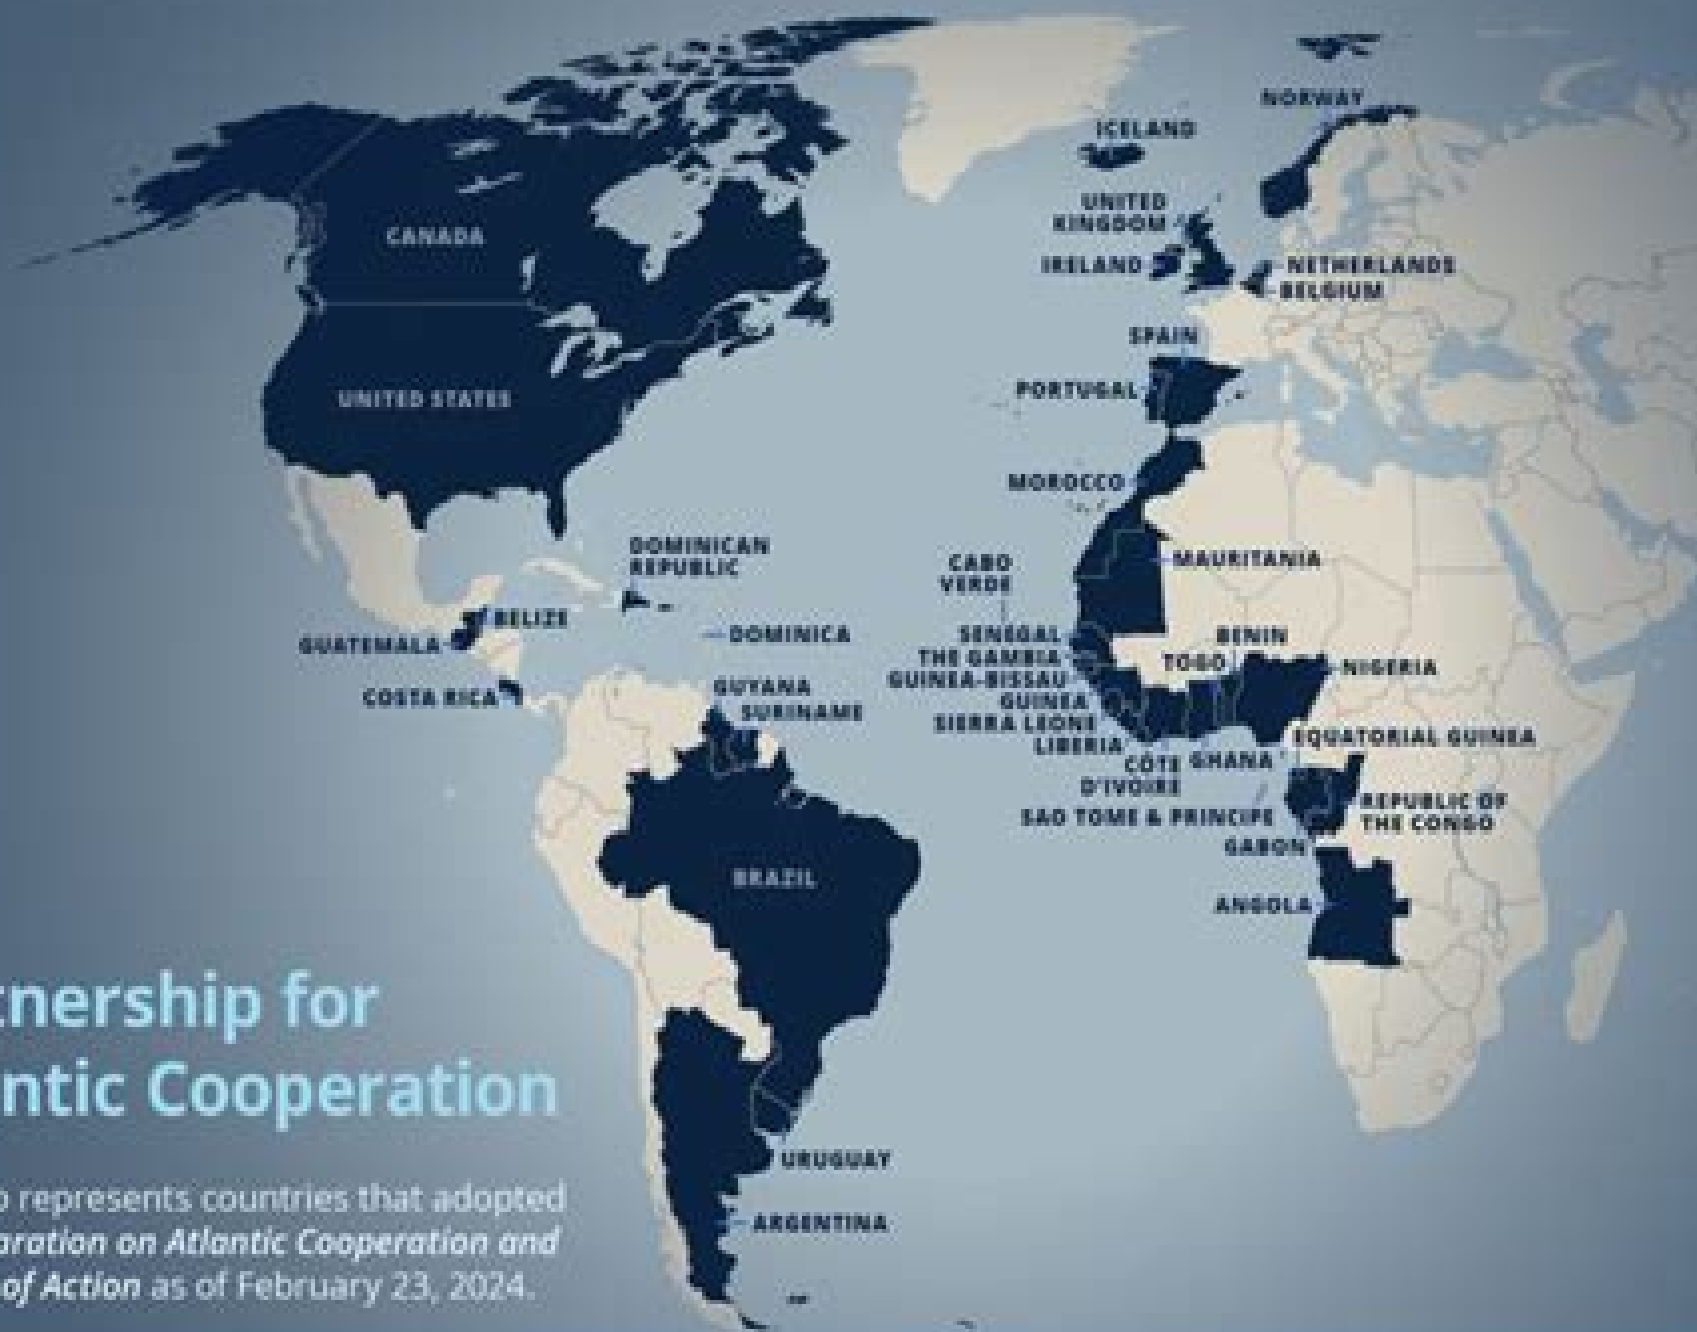 NORWAY
ICELAND
UNITED
KINGDOM
IRELAND
NETHERLANDS
BELGIUM
CANADA
SPAIN
PORTUGAL
UNITED STATES
MOROCCO
DOMINICAN
REPUBLIC
MAURITANIA
CABO
VERDE
BELIZE
GUATEMALA
DOMINICA
SENEGAL
BENIN
THE GAMBIA
TOGO
NIGERIA
GUINEA-BISSAU
COSTA RICA
GUYANA
SURINAME
GUINEA
SIERRA LEONE
LIBERIA
EQUATORIAL GUINEA
CÔTE
D'IVOIRE
GHANA
REPUBLIC OF
THE CONGO
SAO TOME & PRINCIPE
GABON
BRAZIL
ANGOLA
tnership for
ntic Cooperation
URUGUAY
ARGENTINA
represents countries that adopted
aration on Atlantic Cooperation and
of Action as of February 23, 2024.